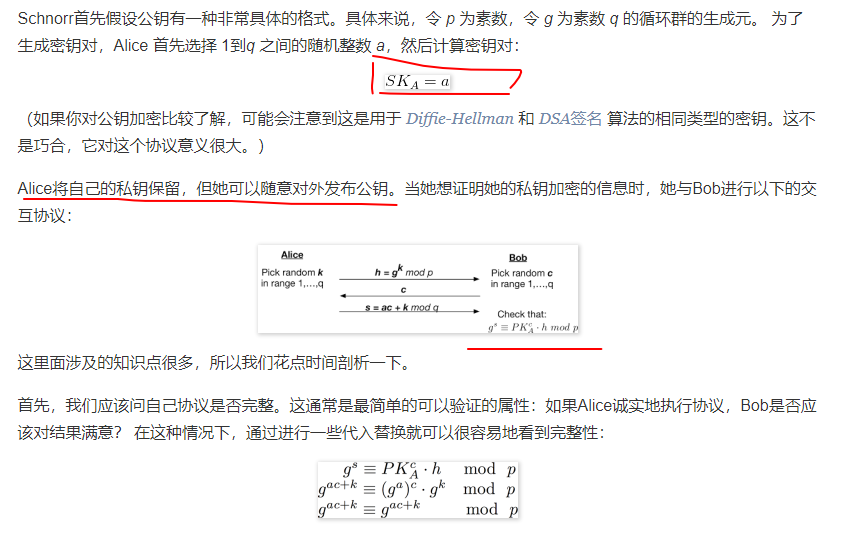 Schnorr首先假设公钥有一种非常具体的格式。具体来说，令 p 为素数，令 g 为素数 q 的循环群的生成元。 为了
生成密钥对，Alice 首先选择 1到q 之间的随机整数 a，然后计算密钥对：
SK_A = a
（如果你对公钥加密比较了解，可能会注意到这是用于 Diffie-Hellman 和 DSA签名 算法的相同类型的密钥。这不
是巧合，它对这个协议意义很大。）
Alice将自己的私钥保留，但她可以随意对外发布公钥。当她想证明她的私钥加密的信息时，她与Bob进行以下的交
互协议：
Alice
Pick random k
in range 1,...,q
h = g^k mod p
c
s = ac + k mod q
Bob
Pick random c
in range 1,...,q
Check that:
g^s ≡ PK_A^c · h mod p
这里面涉及的知识点很多，所以我们花点时间剖析一下。
首先，我们应该问自己协议是否完整。这通常是最简单的可以验证的属性：如果Alice诚实地执行协议，Bob是否应
该对结果满意？ 在这种情况下，通过进行一些代入替换就可以很容易地看到完整性：
g^s ≡ PK_A^c · h mod p
g^{ac+k} ≡ (g^a)^c · g^k mod p
g^{ac+k} ≡ g^{ac+k} mod p